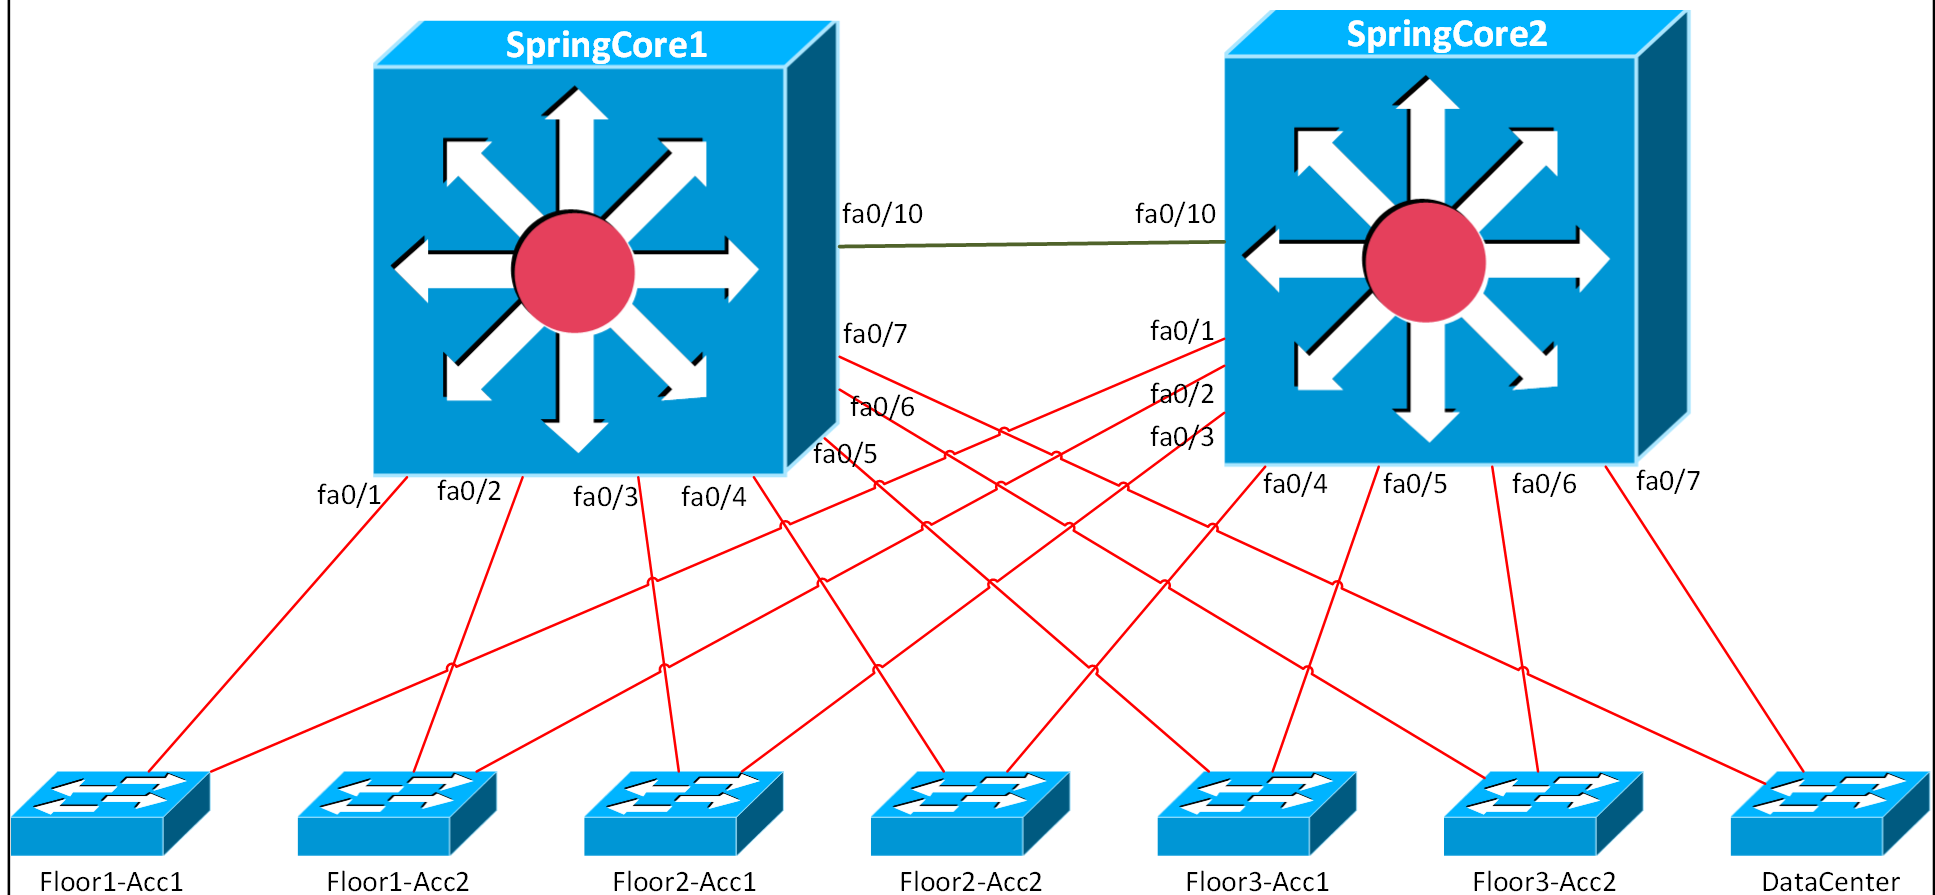 SpringCore1
SpringCore2
fa0/10
fa0/10
fa0/7
fa0/1
fa0/6
fa0/2
fa0/5
fa0/3
fa0/1
fa0/2
fa0/3
fa0/4
fa0/4
fa0/5
fa0/6
fa0/7
Floor1-Acc1
Floor1-Acc2
Floor2-Acc1
Floor2-Acc2
Floor3-Acc1
Floor3-Acc2
DataCenter